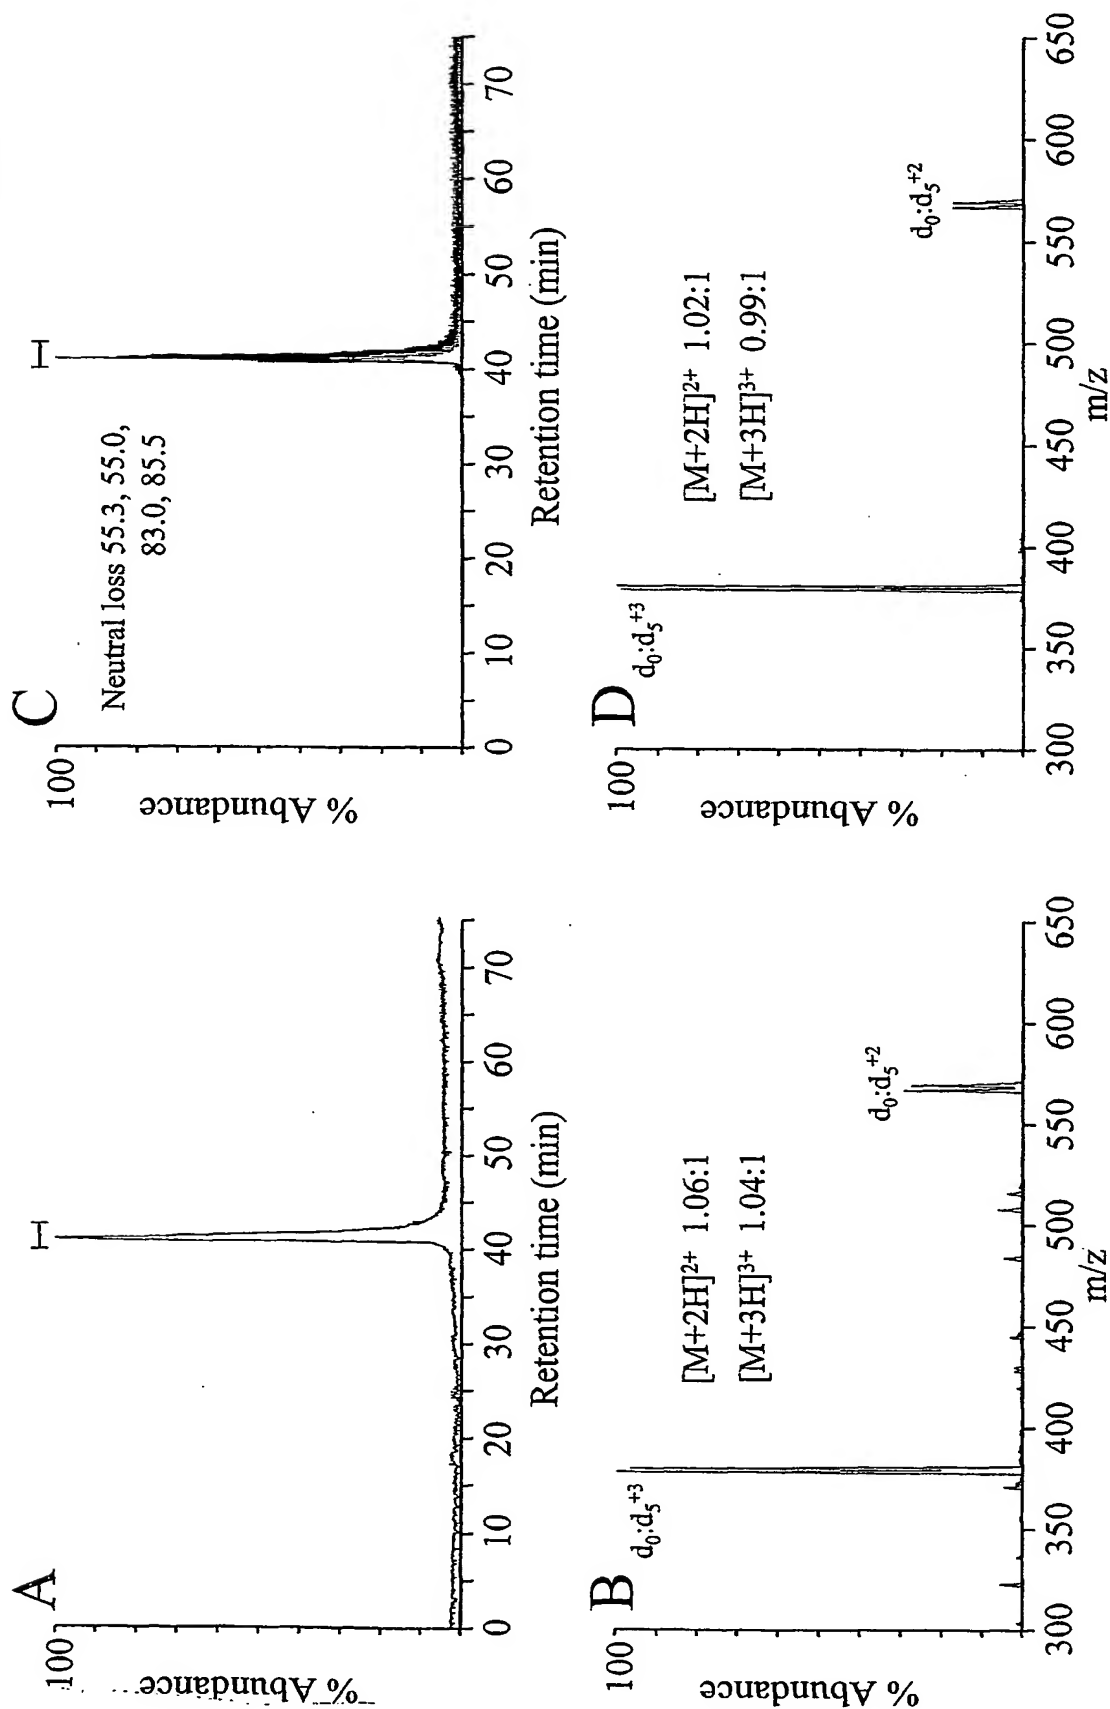 A
100
% Abundance
0 10 20 30 40 50 60 70
Retention time (min)
B
100
% Abundance
d0:d5+3
[M+2H]2+ 1.06:1
[M+3H]3+ 1.04:1
d0:d5+2
300 350 400 450 500 550 600 650
m/z
C
100
% Abundance
Neutral loss 55.3, 55.0,
83.0, 85.5
0 10 20 30 40 50 60 70
Retention time (min)
D
100
% Abundance
d0:d5+3
[M+2H]2+ 1.02:1
[M+3H]3+ 0.99:1
d0:d5+2
300 350 400 450 500 550 600 650
m/z